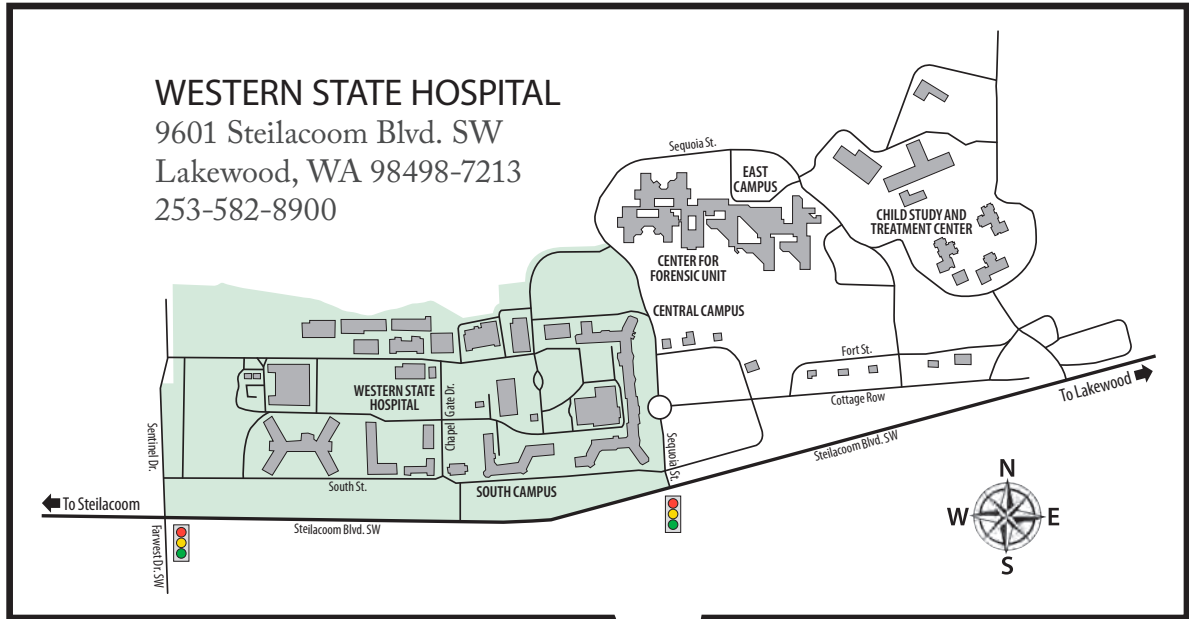 WESTERN STATE HOSPITAL
9601 Steilacoom Blvd. SW
Lakewood, WA 98498-7213
253-582-8900
Sequoia St.
EAST
CAMPUS
CHILD STUDY AND
TREATMENT CENTER
CENTER FOR
FORENSIC UNIT
CENTRAL CAMPUS
Fort St.
Cottage Row
To Lakewood
WESTERN STATE
HOSPITAL
Chapel Gate Dr.
Sentinel Dr.
Sequoia St.
Steilacoom Blvd. SW
South St.
SOUTH CAMPUS
To Steilacoom
Steilacoom Blvd. SW
Farwest Dr. SW
N
W
E
S